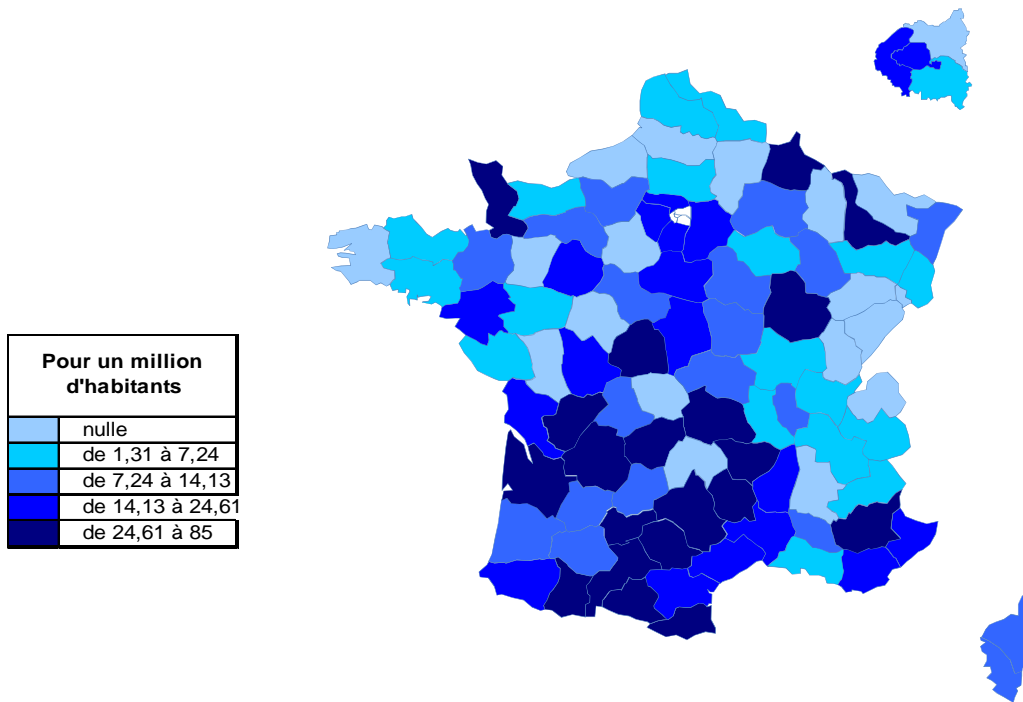 Pour un million
d'habitants
nulle
de 1,31 à 7,24
de 7,24 à 14,13
de 14,13 à 24,61
de 24,61 à 85